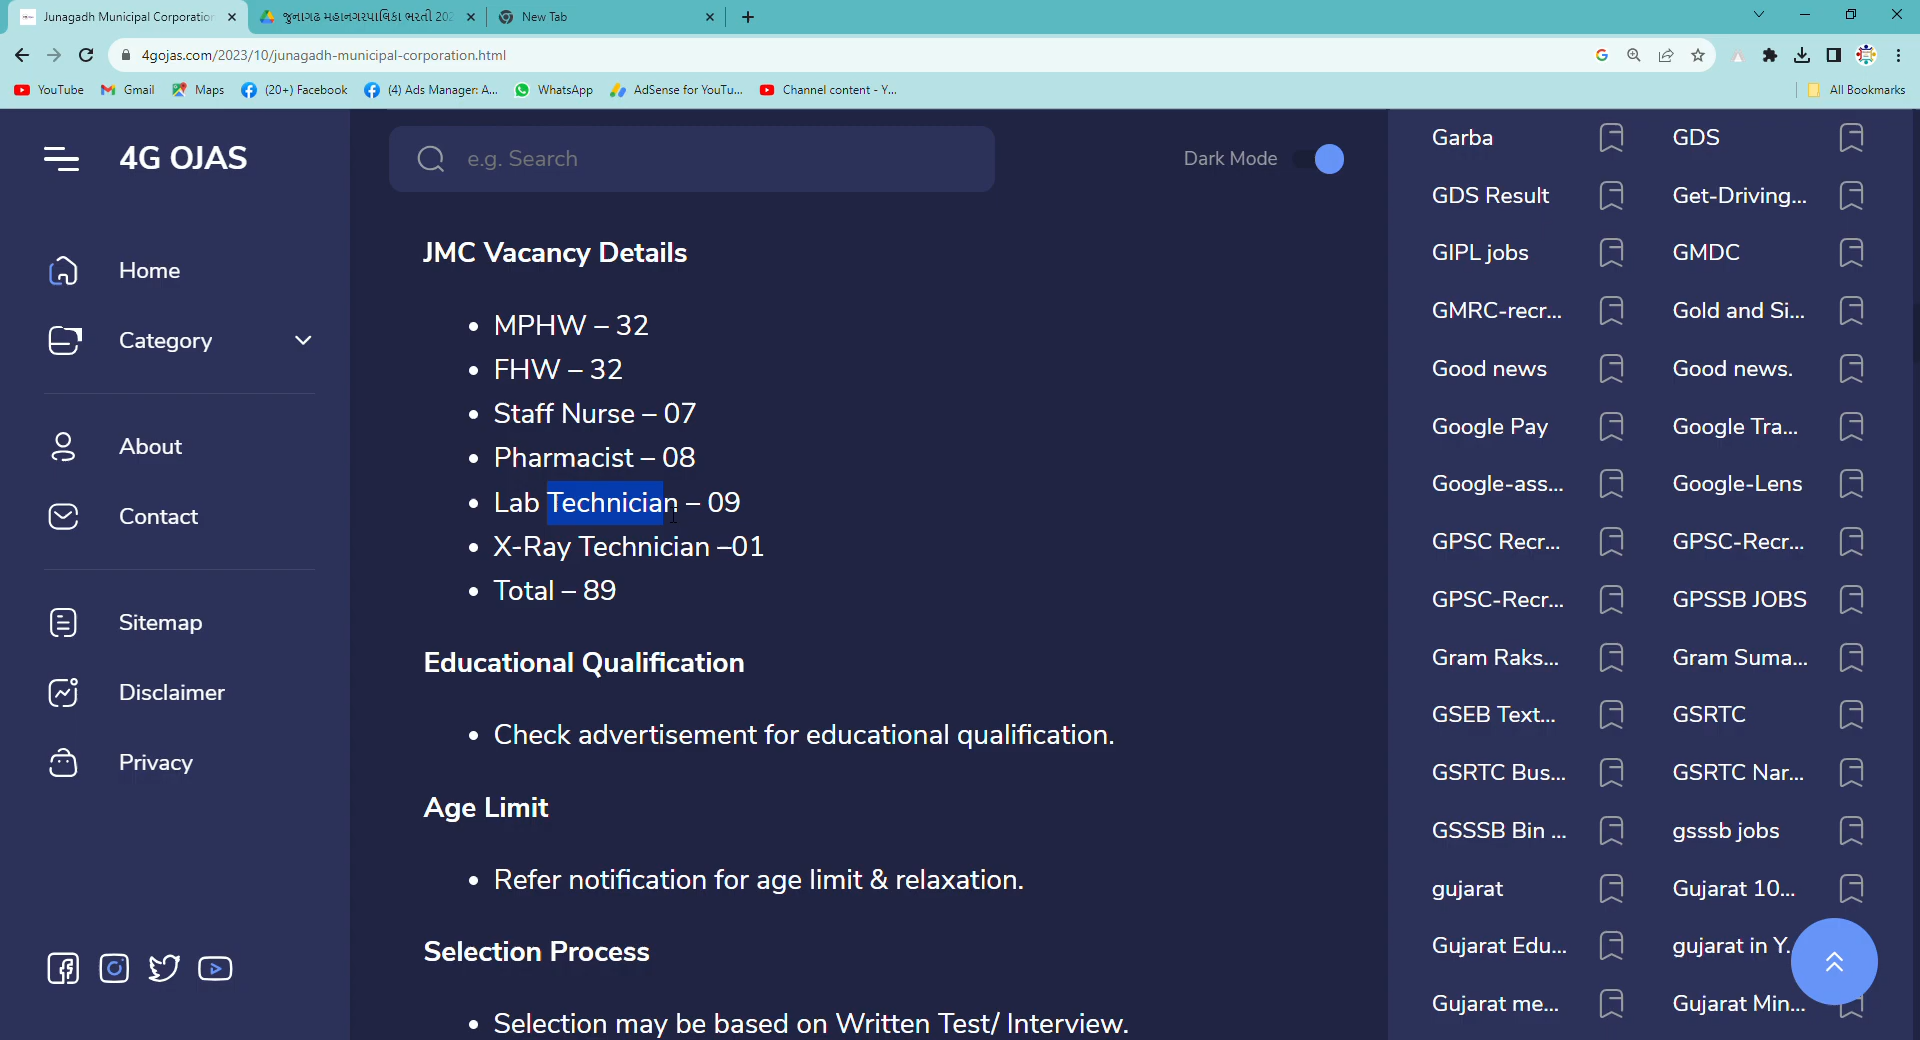 Junagadh Municipal Corporation
જુનાગઢ મહાનગરપાલિકા ભરતી 202
New Tab
4gojas.com/2023/10/junagadh-municipal-corporation.html
YouTube
Gmail
Maps
(20+) Facebook
(4) Ads Manager: A...
WhatsApp
AdSense for YouTu...
Channel content - Y...
All Bookmarks
4G OJAS
Home
Category
About
Contact
Sitemap
Disclaimer
Privacy
e.g. Search
Dark Mode
JMC Vacancy Details
MPHW – 32
FHW – 32
Staff Nurse – 07
Pharmacist – 08
Lab Technician – 09
X-Ray Technician –01
Total – 89
Educational Qualification
Check advertisement for educational qualification.
Age Limit
Refer notification for age limit & relaxation.
Selection Process
Selection may be based on Written Test/ Interview.
Garba
GDS
GDS Result
Get-Driving...
GIPL jobs
GMDC
GMRC-recr...
Gold and Si...
Good news
Good news.
Google Pay
Google Tra...
Google-ass...
Google-Lens
GPSC Recr...
GPSC-Recr...
GPSC-Recr...
GPSSB JOBS
Gram Raks...
Gram Suma...
GSEB Text...
GSRTC
GSRTC Bus...
GSRTC Nar...
GSSSB Bin ...
gsssb jobs
gujarat
Gujarat 10...
Gujarat Edu...
gujarat in Y...
Gujarat me...
Gujarat Min...